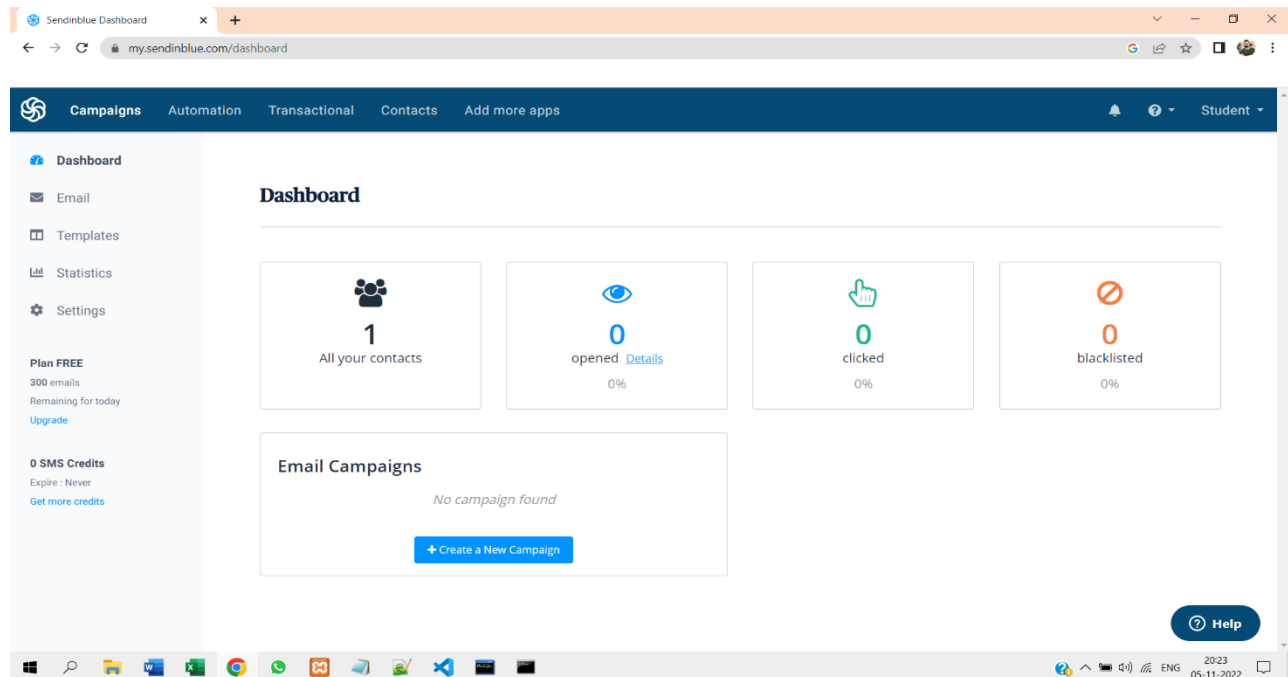 Sendinblue Dashboard
my.sendinblue.com/dashboard
Campaigns Automation Transactional Contacts Add more apps Student
Dashboard
Email
Templates
Statistics
Settings
Plan FREE
300 emails
Remaining for today
Upgrade
0 SMS Credits
Expire : Never
Get more credits
Dashboard
1
All your contacts
0
opened Details
0%
0
clicked
0%
0
blacklisted
0%
Email Campaigns
No campaign found
+ Create a New Campaign
Help
ENG
20:23
05-11-2022